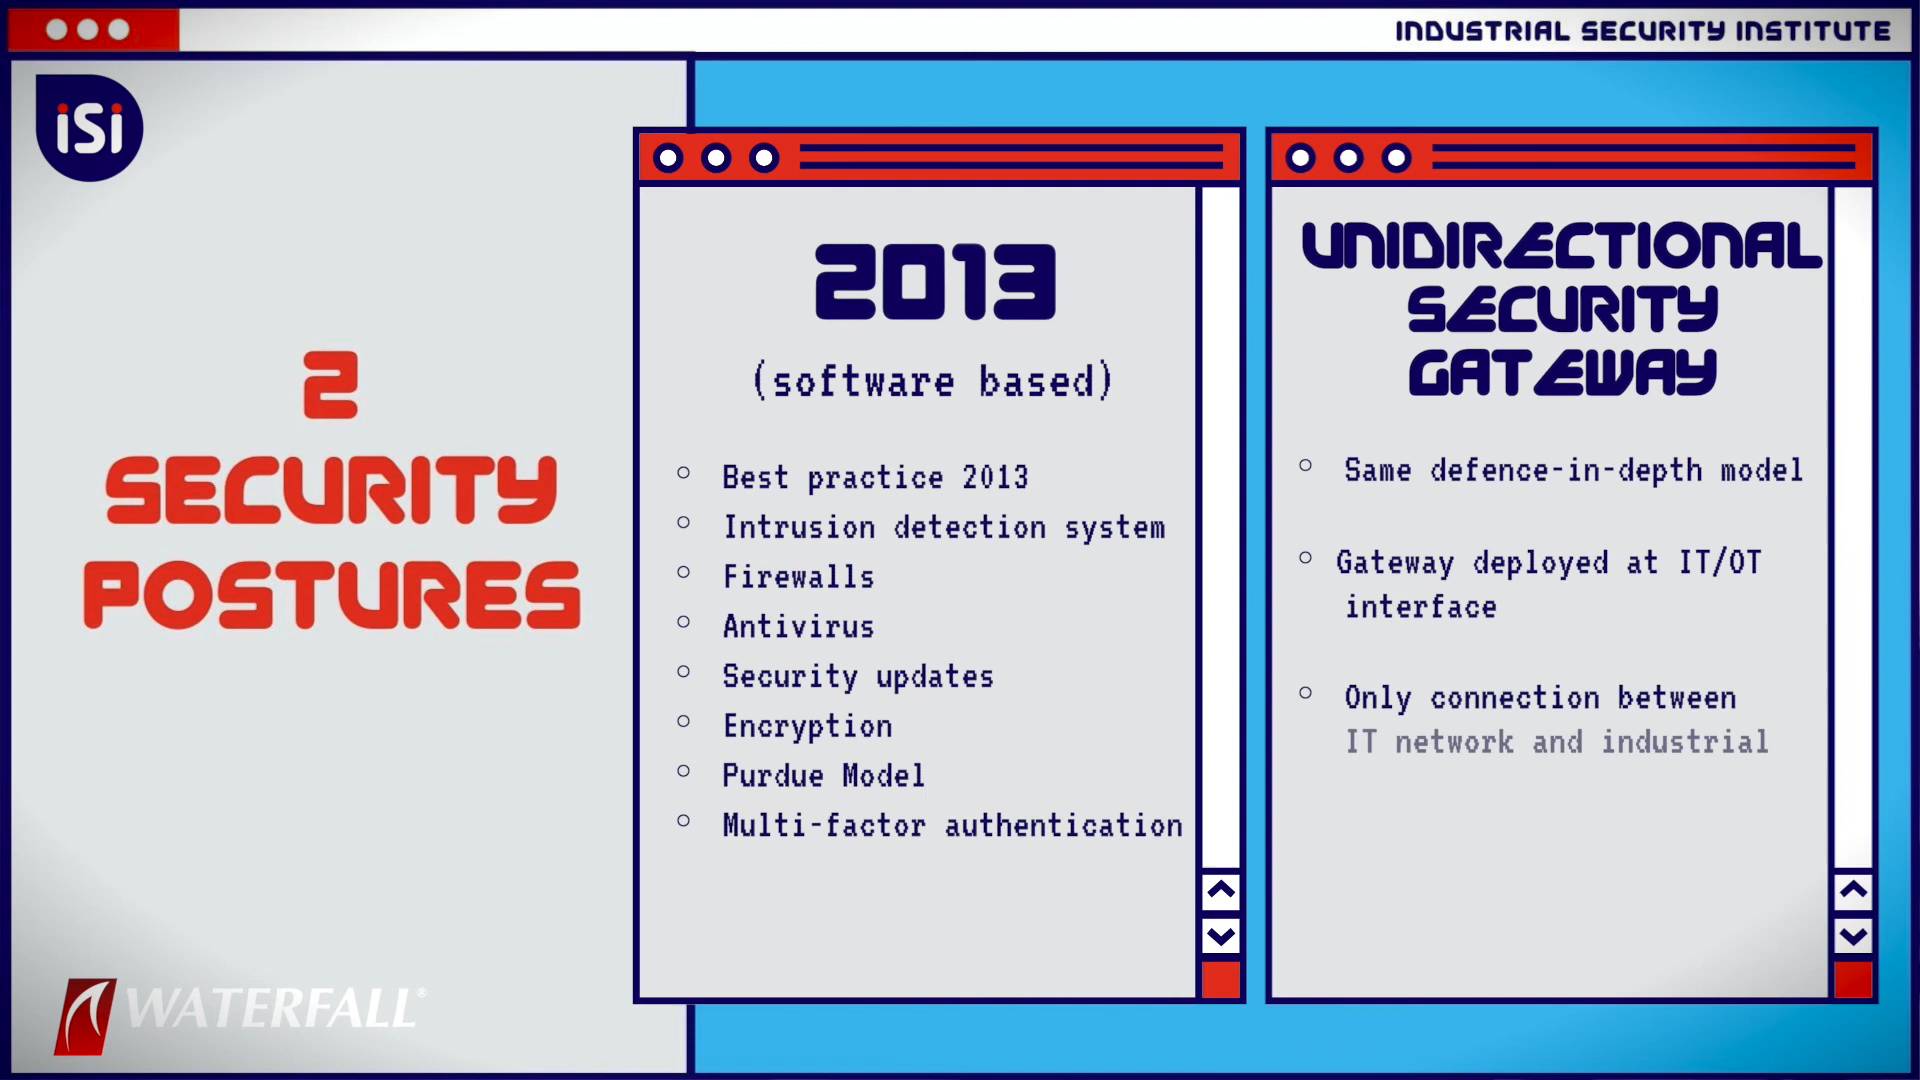 INDUSTRIAL SECURITY INSTITUTE
iSi
2
SECURITY
POSTURES
2013
(software based)
Best practice 2013
Intrusion detection system
Firewalls
Antivirus
Security updates
Encryption
Purdue Model
Multi-factor authentication
UNIDIRECTIONAL
SECURITY
GATEWAY
Same defence-in-depth model
Gateway deployed at IT/OT
interface
Only connection between
IT network and industrial
WATERFALL®